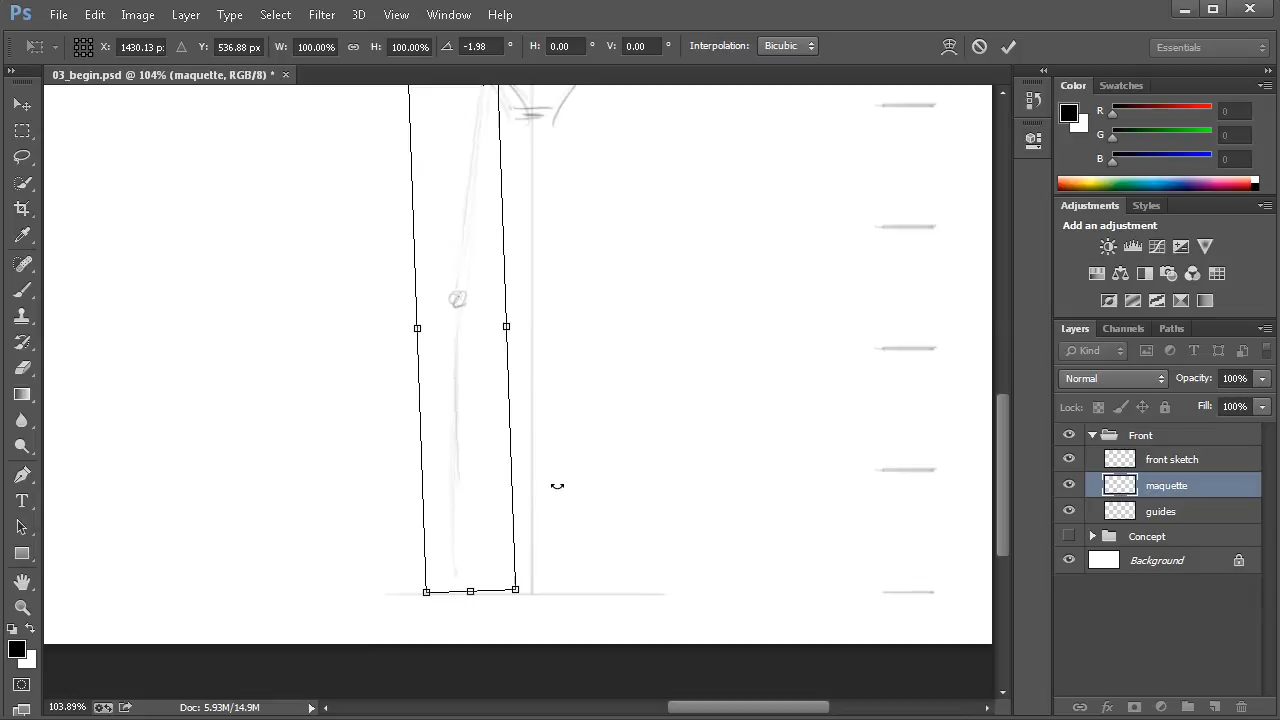 Ps File Edit Image Layer Type Select Filter 3D View Window Help
X: 1430.13 p: Y: 536.88 px W: 100.00% H: 100.00% -1.98 ° H: 0.00 ° V: 0.00 ° Interpolation: Bicubic Essentials
03_begin.psd @ 104% (maquette, RGB/8) * ×
Color Swatches
R 0
G 0
B 0
Adjustments Styles
Add an adjustment
Layers Channels Paths
Kind
Normal Opacity: 100%
Lock: Fill: 100%
Front
front sketch
maquette
guides
Concept
Background
103.89% Doc: 5.93M/14.9M